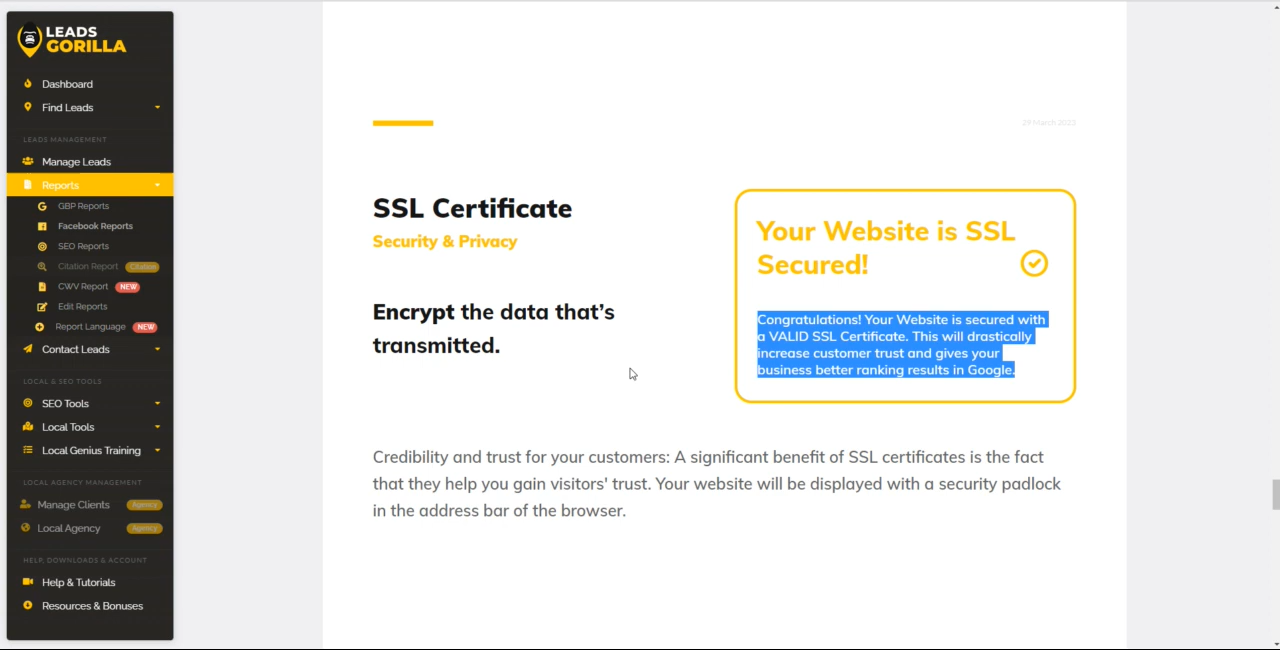 LEADS
GORILLA
Dashboard
Find Leads
LEADS MANAGEMENT
Manage Leads
Reports
GBP Reports
Facebook Reports
SEO Reports
Citation Report Citation
CWV Report NEW
Edit Reports
Report Language NEW
Contact Leads
LOCAL & SEO TOOLS
SEO Tools
Local Tools
Local Genius Training
LOCAL AGENCY MANAGEMENT
Manage Clients Agency
Local Agency Agency
HELP, DOWNLOADS & ACCOUNT
Help & Tutorials
Resources & Bonuses
29 March 2022
SSL Certificate
Security & Privacy
Encrypt the data that's
transmitted.
Your Website is SSL
Secured!
Congratulations! Your Website is secured with
a VALID SSL Certificate. This will drastically
increase customer trust and gives your
business better ranking results in Google.
Credibility and trust for your customers: A significant benefit of SSL certificates is the fact
that they help you gain visitors' trust. Your website will be displayed with a security padlock
in the address bar of the browser.